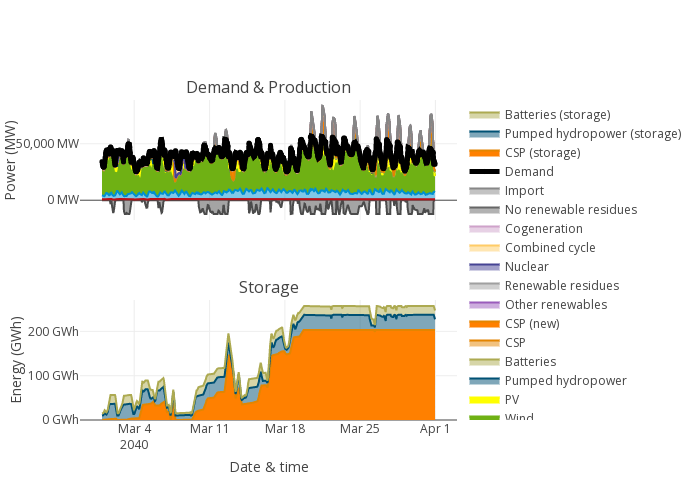 Demand & Production
Power (MW)
50,000 MW
0 MW
Storage
Energy (GWh)
200 GWh
100 GWh
0 GWh
Mar 4
2040
Mar 11
Mar 18
Mar 25
Apr 1
Date & time
Batteries (storage)
Pumped hydropower (storage)
CSP (storage)
Demand
Import
No renewable residues
Cogeneration
Combined cycle
Nuclear
Renewable residues
Other renewables
CSP (new)
CSP
Batteries
Pumped hydropower
PV
Wind